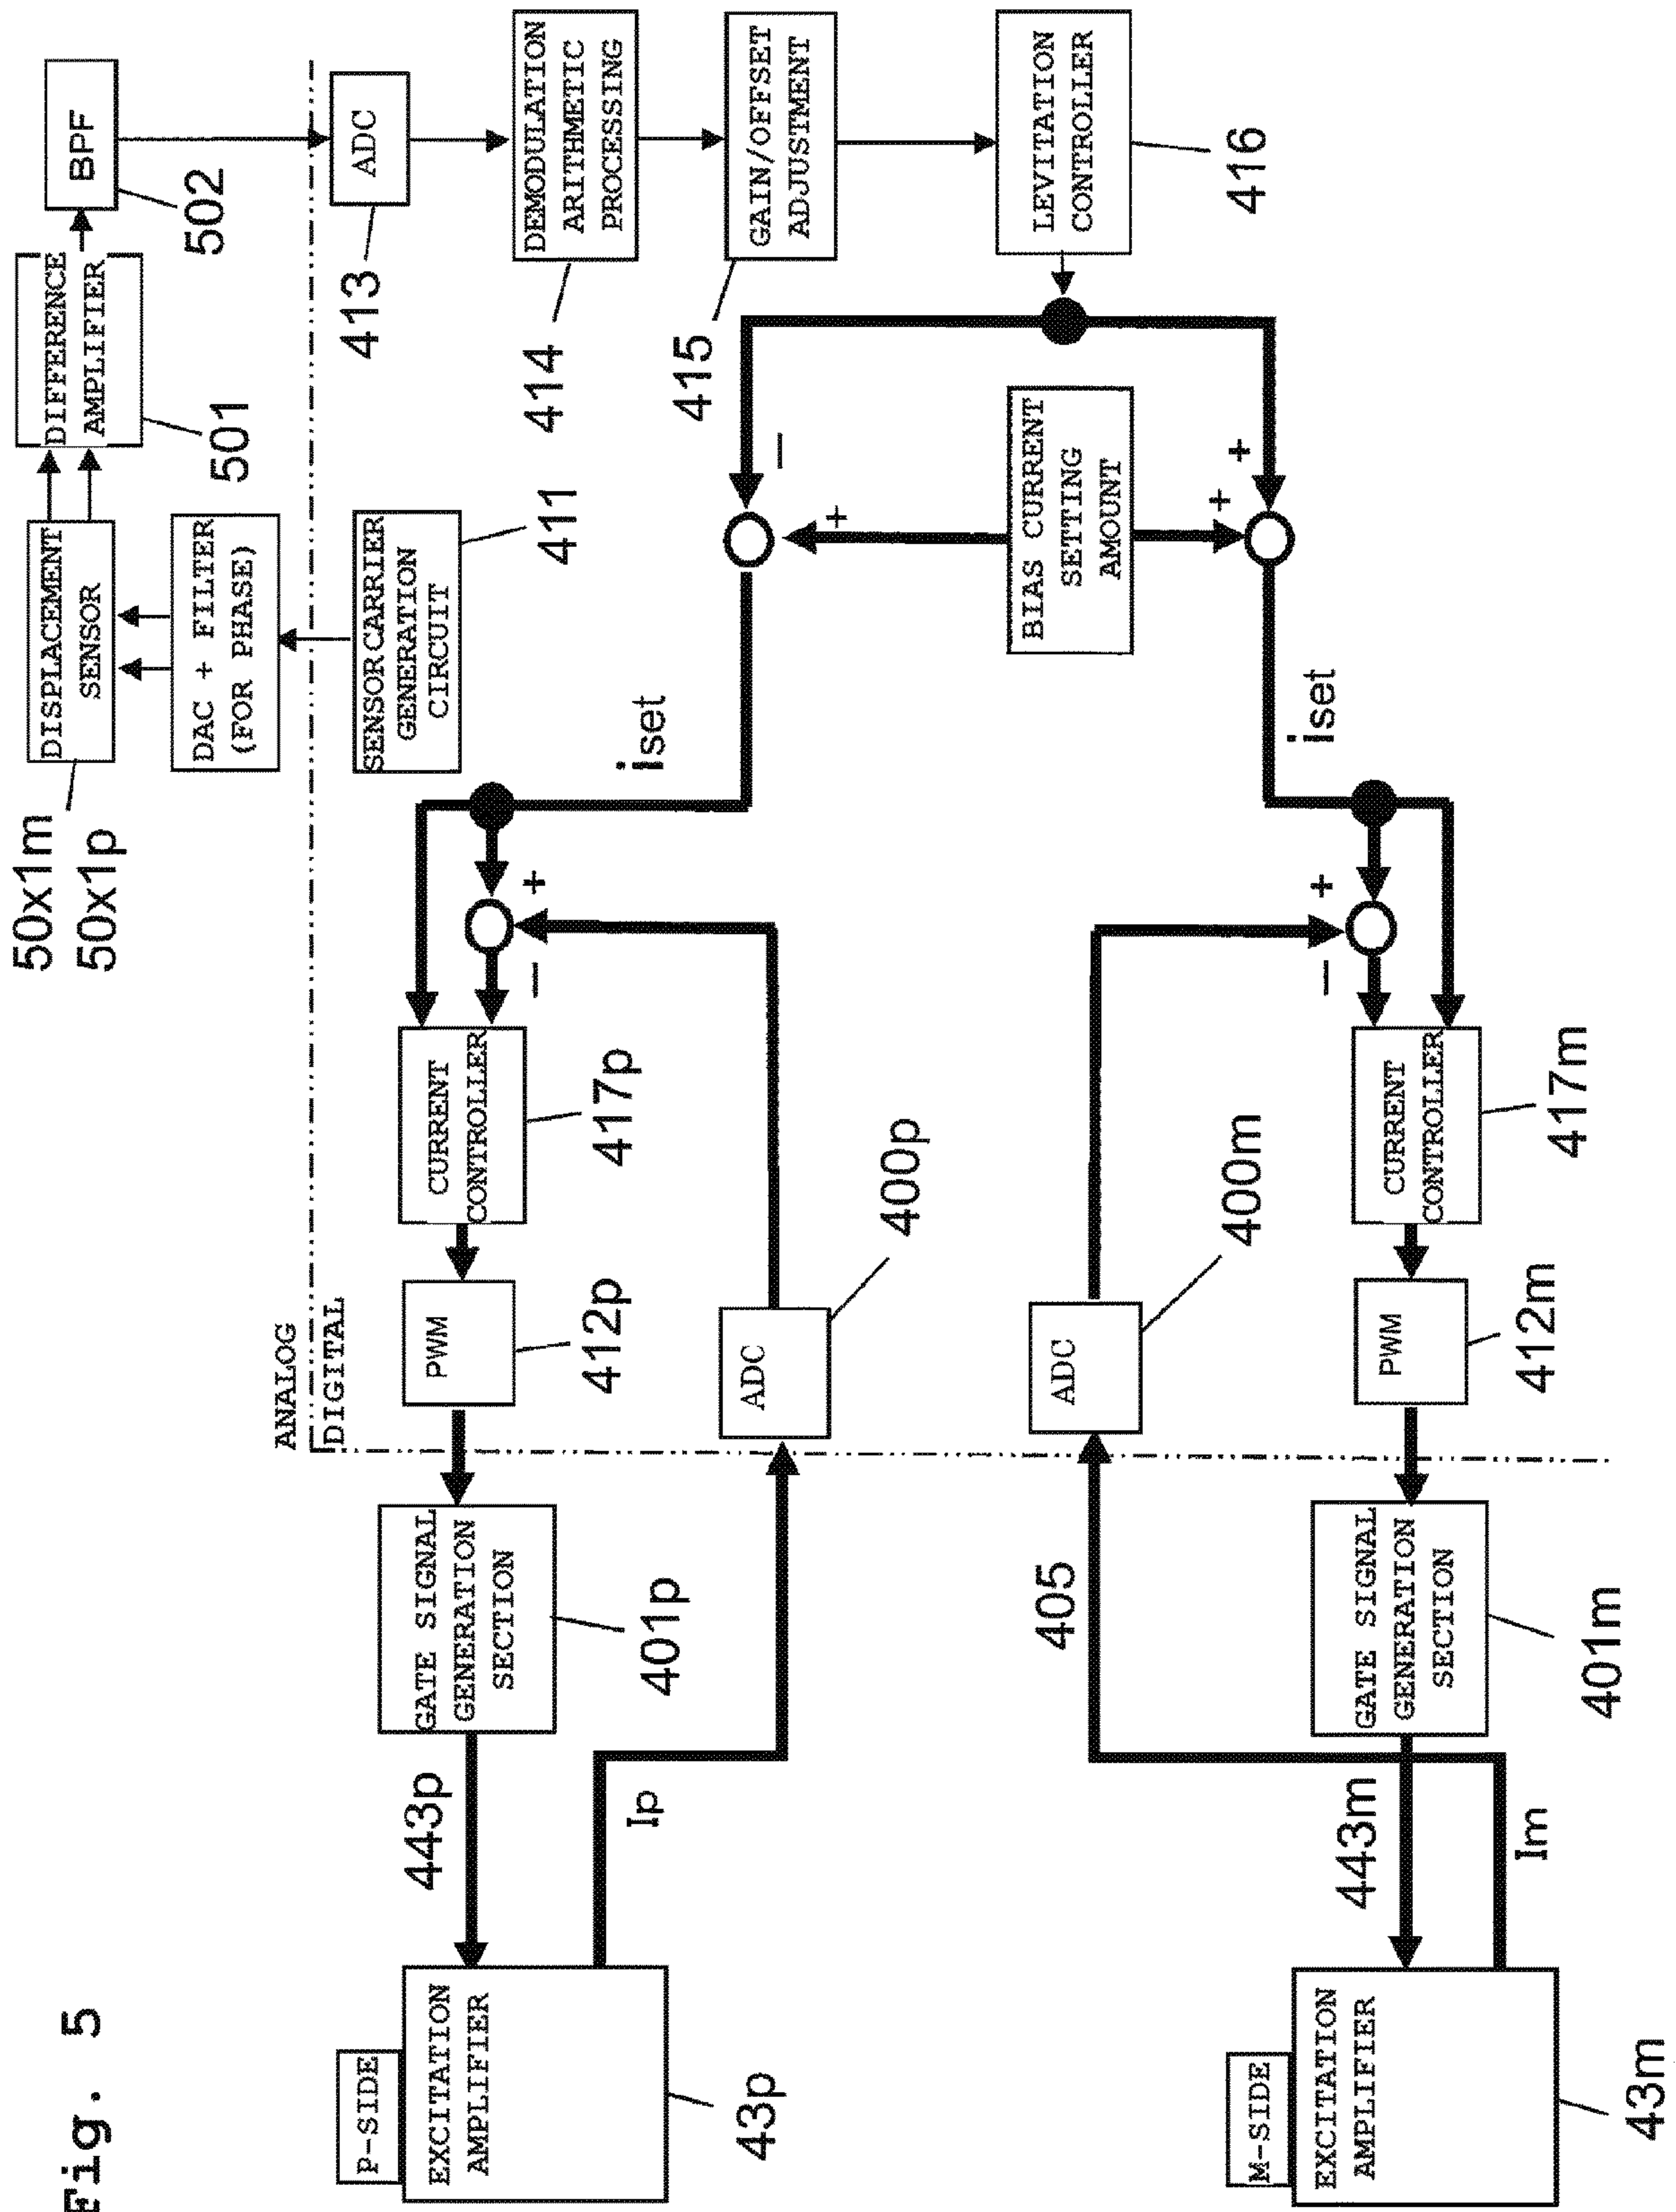 Fig. 5
50x1m
50x1p
DISPLACEMENT
SENSOR
DIFFERENCE
AMPLIFIER
501
BPF
502
DAC + FILTER
(FOR PHASE)
ANALOG
DIGITAL
SENSOR CARRIER
GENERATION
CIRCUIT
411
ADC
413
DEMODULATION
ARITHMETIC
PROCESSING
414
GAIN/OFFSET
ADJUSTMENT
415
LEVITATION
CONTROLLER
416
P-SIDE
EXCITATION
AMPLIFIER
43p
443p
GATE SIGNAL
GENERATION
SECTION
401p
PWM
412p
CURRENT
CONTROLLER
417p
+
−
iset
−
+
Ip
ADC
400p
BIAS CURRENT
SETTING
AMOUNT
405
ADC
400m
+
+
iset
+
−
M-SIDE
EXCITATION
AMPLIFIER
43m
443m
Im
GATE SIGNAL
GENERATION
SECTION
401m
PWM
412m
CURRENT
CONTROLLER
417m